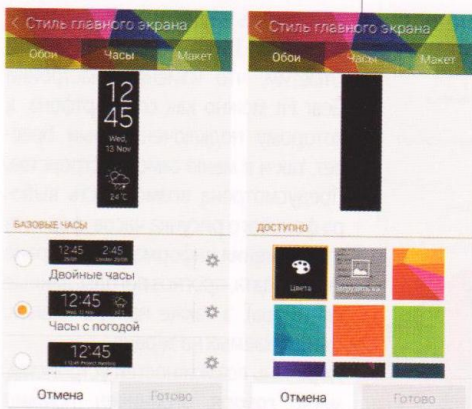 Стиль главного экрана
Обои Часы Макет
12
45
Wed,
13 Nov
24°C
БАЗОВЫЕ ЧАСЫ
12:45 2:45
Двойные часы
12:45
Часы с погодой
12:45
Отмена Готово
Стиль главного экрана
Обои Часы Макет
ДОСТУПНО
Цвета
Отмена Готово